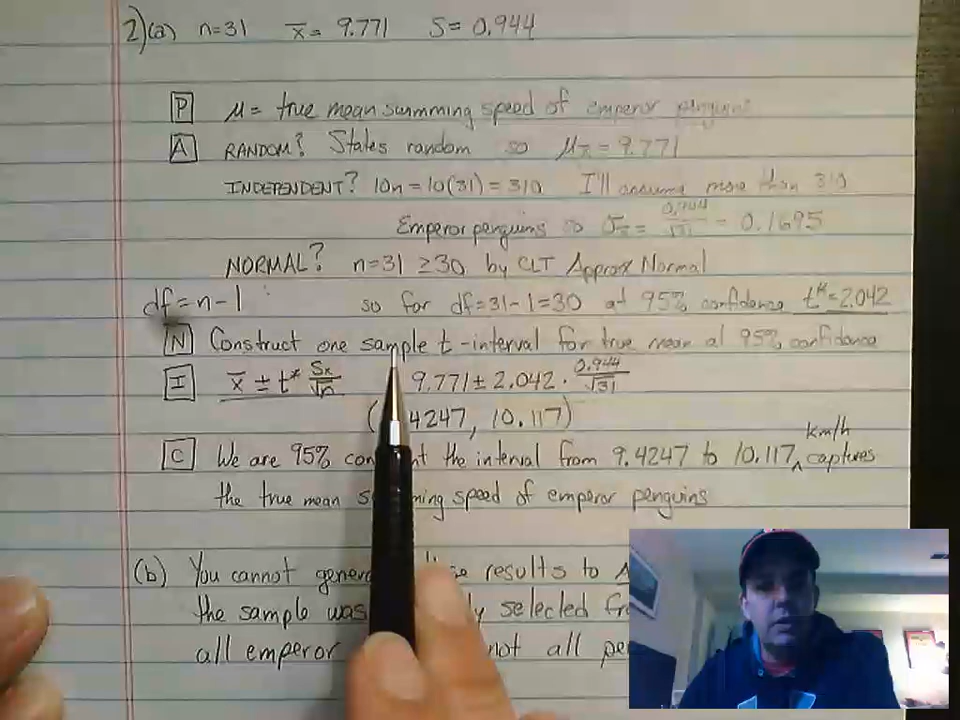 2)(a) n=31 x̄= 9.771 S= 0.944
P μ= true mean swimming speed of emperor penguins
A RANDOM? States random so μx̄=9.771
INDEPENDENT? 10n=10(31)=310 I'll assume more than 310
Emperor penguins so σx̄= 0.944/√31 = 0.1695
NORMAL? n=31 ≥30 by CLT Approx Normal
df=n-1 so for df=31-1=30 at 95% confidence t*=2.042
N Construct one sample t-interval for true mean at 95% confidence
I x̄ ± t* Sx/√n 9.771± 2.042 · 0.944/√31
4247, 10.117)
C We are 95% the interval from 9.4247 to 10.117 km/h captures
the true mean speed of emperor penguins
(b) You cannot results to
the sample was selected
all emperor not all